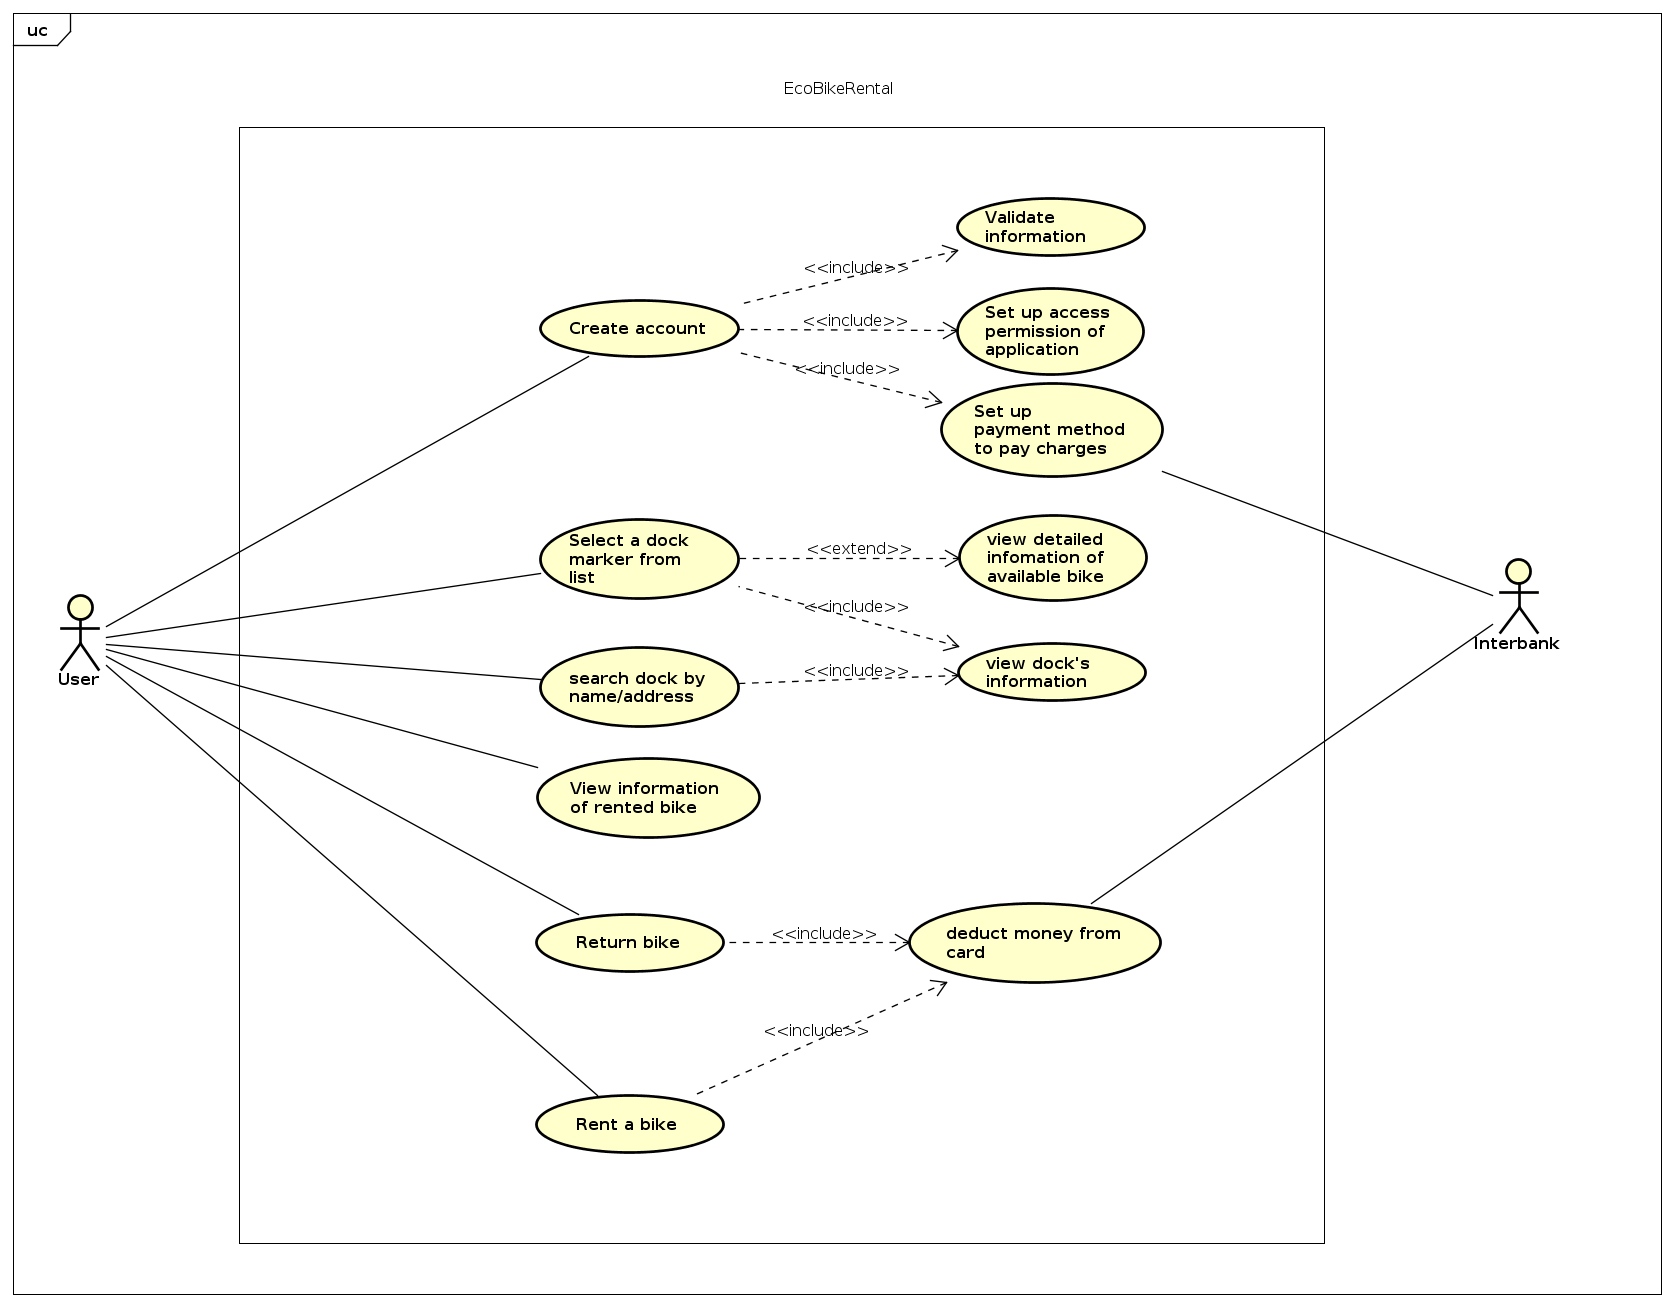 uc
EcoBikeRental
Validate
information
<<include>>
Create account
<<include>>
Set up access
permission of
application
<<include>>
Set up
payment method
to pay charges
Select a dock
marker from
list
<<extend>>
view detailed
infomation of
available bike
<<include>>
User
Interbank
search dock by
name/address
<<include>>
view dock's
information
View information
of rented bike
Return bike
<<include>>
deduct money from
card
<<include>>
Rent a bike